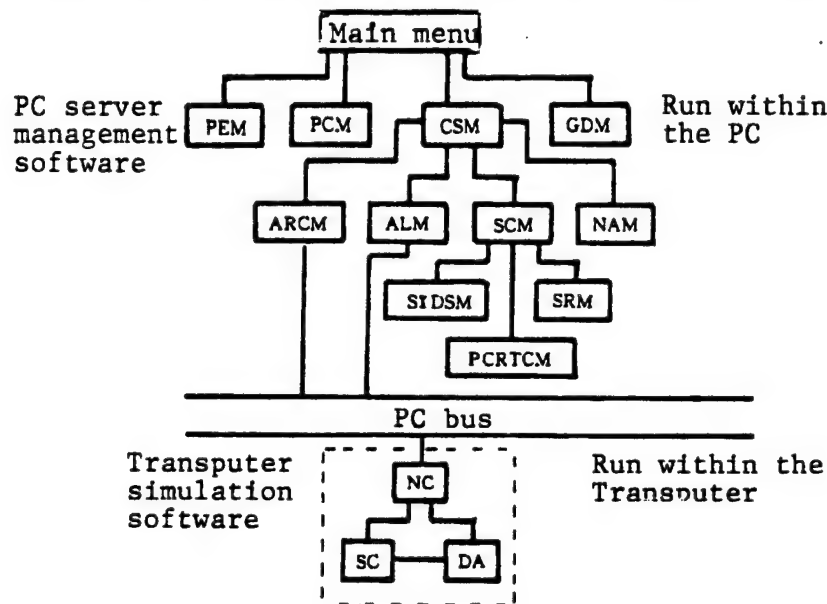 Main menu
PC server
management
software
PEM
PCM
CSM
GDM
Run within
the PC
ARCM
ALM
SCM
NAM
SIDSM
SRM
PCRTCM
PC bus
Transputer
simulation
software
NC
SC
DA
Run within the
Transputer